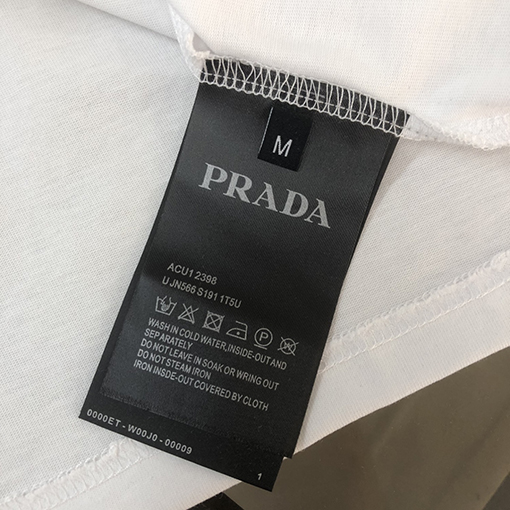 M
PRADA
ACU1 2398
UJN566 S191 1T5U
WASH IN COLD WATER,INSIDE-OUT AND
SEPARATELY
DO NOT LEAVE IN SOAK OR WRING OUT
DO NOT STEAM IRON
IRON INSDE-OUT COVERED BY CLOTH
0000ET - W00J0 - 00009
1